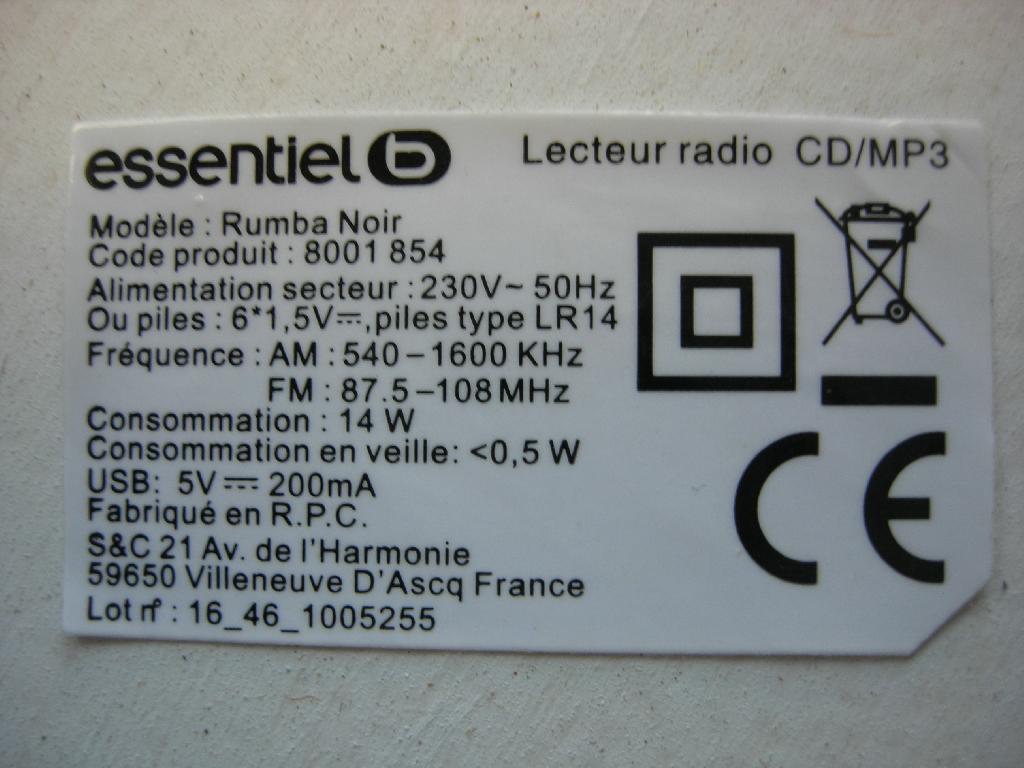 essentiel b
Lecteur radio CD/MP3
Modèle : Rumba Noir
Code produit : 8001 854
Alimentation secteur : 230V~ 50Hz
Ou piles : 6*1,5V⎓,piles type LR14
Fréquence : AM : 540–1600 KHz
FM : 87.5–108MHz
Consommation : 14 W
Consommation en veille: <0,5 W
USB: 5V⎓ 200mA
Fabriqué en R.P.C.
S&C 21 Av. de l'Harmonie
59650 Villeneuve D'Ascq France
Lot n° : 16_46_1005255
CE